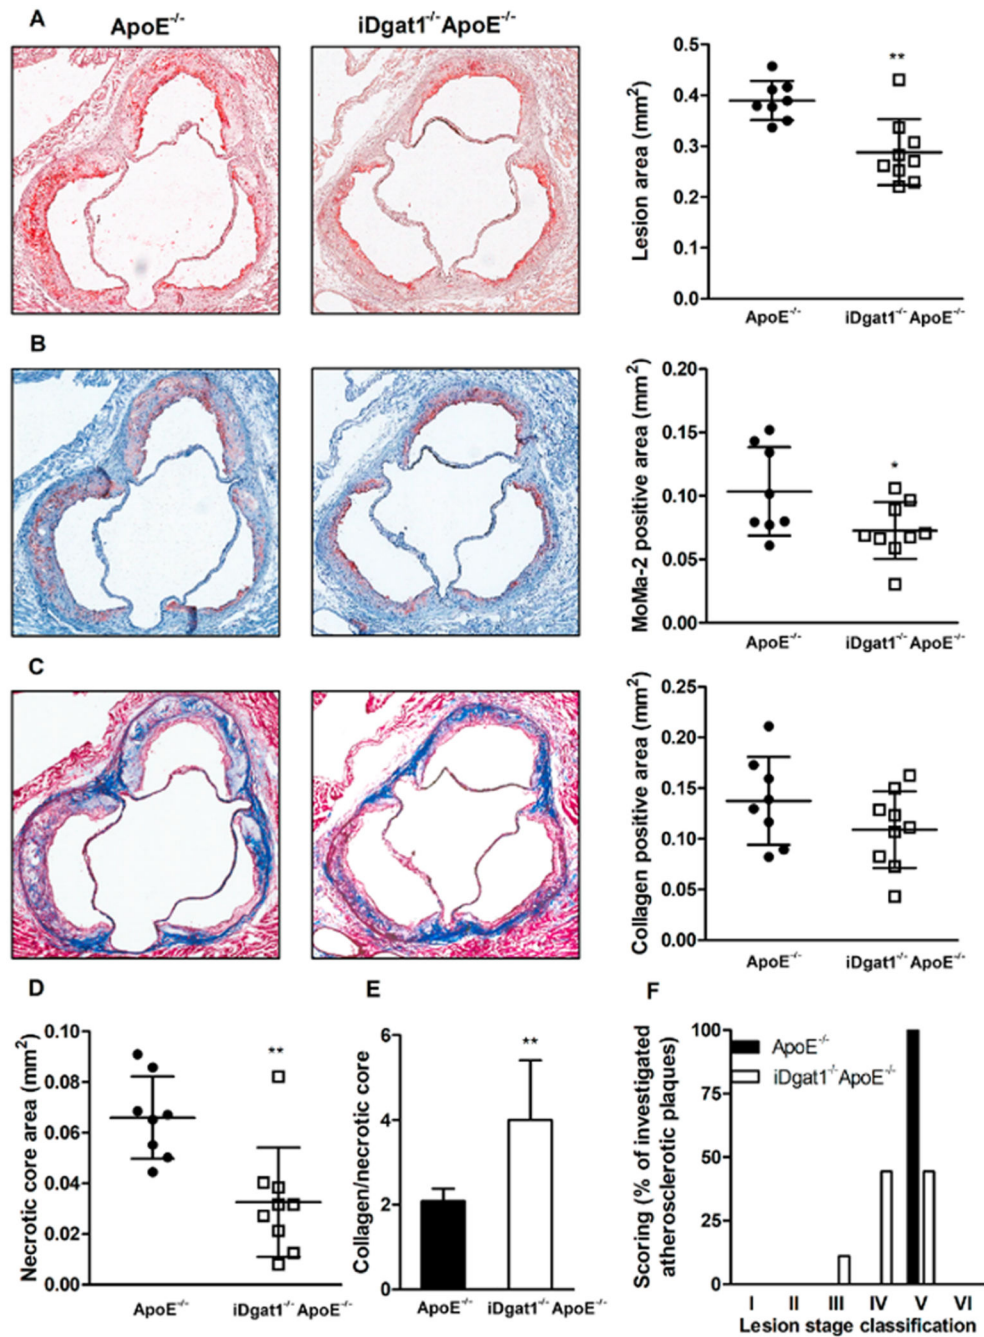 A
ApoE⁻/⁻
iDgat1⁻/⁻ApoE⁻/⁻
Lesion area (mm²)
0.5
0.4
0.3
0.2
0.1
0.0
**
ApoE⁻/⁻
iDgat1⁻/⁻ApoE⁻/⁻
B
MoMa-2 positive area (mm²)
0.20
0.15
0.10
0.05
0.00
*
ApoE⁻/⁻
iDgat1⁻/⁻ApoE⁻/⁻
C
Collagen positive area (mm²)
0.25
0.20
0.15
0.10
0.05
0.00
ApoE⁻/⁻
iDgat1⁻/⁻ApoE⁻/⁻
D
Necrotic core area (mm²)
0.10
0.08
0.06
0.04
0.02
0.00
**
ApoE⁻/⁻
iDgat1⁻/⁻ApoE⁻/⁻
E
Collagen/necrotic core
6
4
2
0
**
ApoE⁻/⁻
iDgat1⁻/⁻ApoE⁻/⁻
F
Scoring (% of investigated
atherosclerotic plaques)
100
75
50
25
0
ApoE⁻/⁻
iDgat1⁻/⁻ApoE⁻/⁻
I II III IV V VI
Lesion stage classification